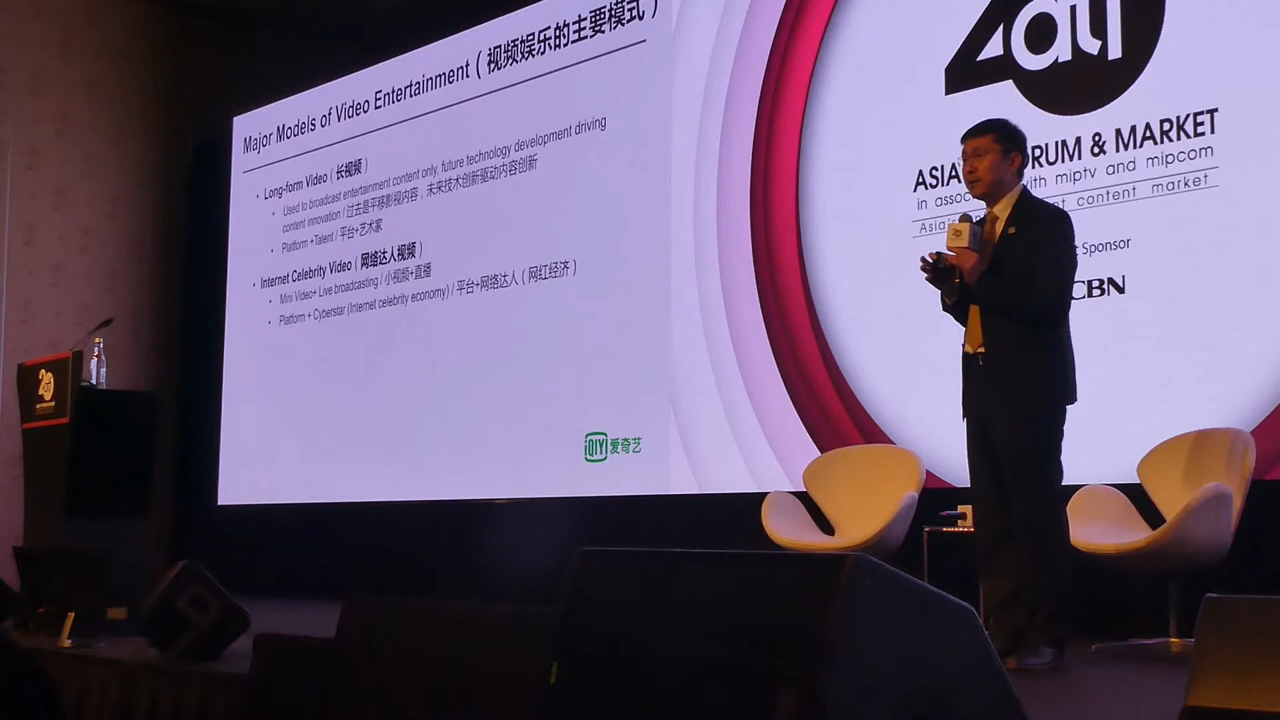 Major Models of Video Entertainment（视频娱乐的主要模式）
• Long-form Video（长视频）
• Used to broadcast entertainment content only, future technology development driving
content innovation / 过去是平移影视内容，未来技术创新驱动内容创新
• Platform +Talent / 平台+艺术家
• Internet Celebrity Video（网络达人视频）
• Mini Video+ Live broadcasting / 小视频+直播
• Platform + Cyberstar (Internet celebrity economy) / 平台+网络达人（网红经济）
iQIYI 爱奇艺
20 atf
ASIA RUM & MARKET
with miptv and mipcom
content market
Sponsor
CBN
20 atf